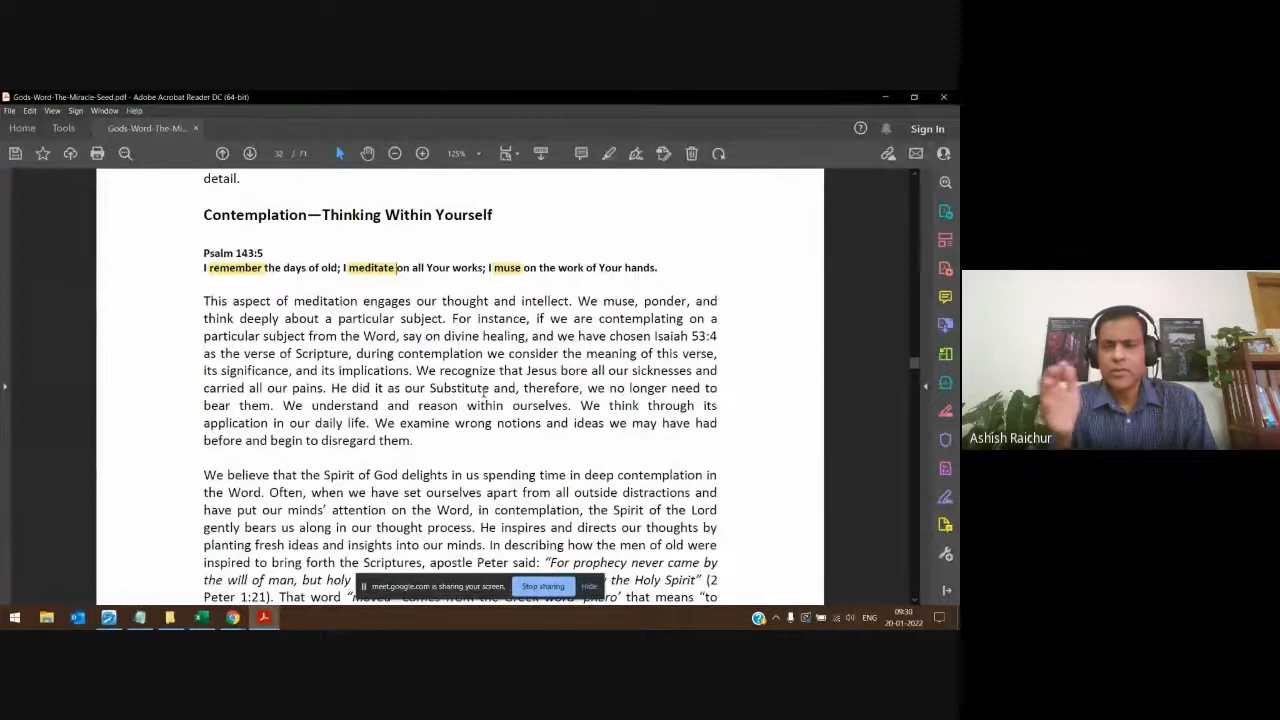 Gods-Word-The-Miracle-Seed.pdf - Adobe Acrobat Reader DC (64-bit)
File Edit View Sign Window Help
Home Tools Gods-Word-The-Mi... × Sign In
32 / 71 125%
detail.
Contemplation—Thinking Within Yourself
Psalm 143:5
I remember the days of old; I meditate on all Your works; I muse on the work of Your hands.
This aspect of meditation engages our thought and intellect. We muse, ponder, and
think deeply about a particular subject. For instance, if we are contemplating on a
particular subject from the Word, say on divine healing, and we have chosen Isaiah 53:4
as the verse of Scripture, during contemplation we consider the meaning of this verse,
its significance, and its implications. We recognize that Jesus bore all our sicknesses and
carried all our pains. He did it as our Substitute and, therefore, we no longer need to
bear them. We understand and reason within ourselves. We think through its
application in our daily life. We examine wrong notions and ideas we may have had
before and begin to disregard them.
We believe that the Spirit of God delights in us spending time in deep contemplation in
the Word. Often, when we have set ourselves apart from all outside distractions and
have put our minds' attention on the Word, in contemplation, the Spirit of the Lord
gently bears us along in our thought process. He inspires and directs our thoughts by
planting fresh ideas and insights into our minds. In describing how the men of old were
inspired to bring forth the Scriptures, apostle Peter said: "For prophecy never came by
the will of man, but holy y the Holy Spirit" (2
Peter 1:21). That word "moved" comes from the Greek word 'phero' that means "to
meet.google.com is sharing your screen. Stop sharing Hide
Ashish Raichur
ENG
09:30
20-01-2022